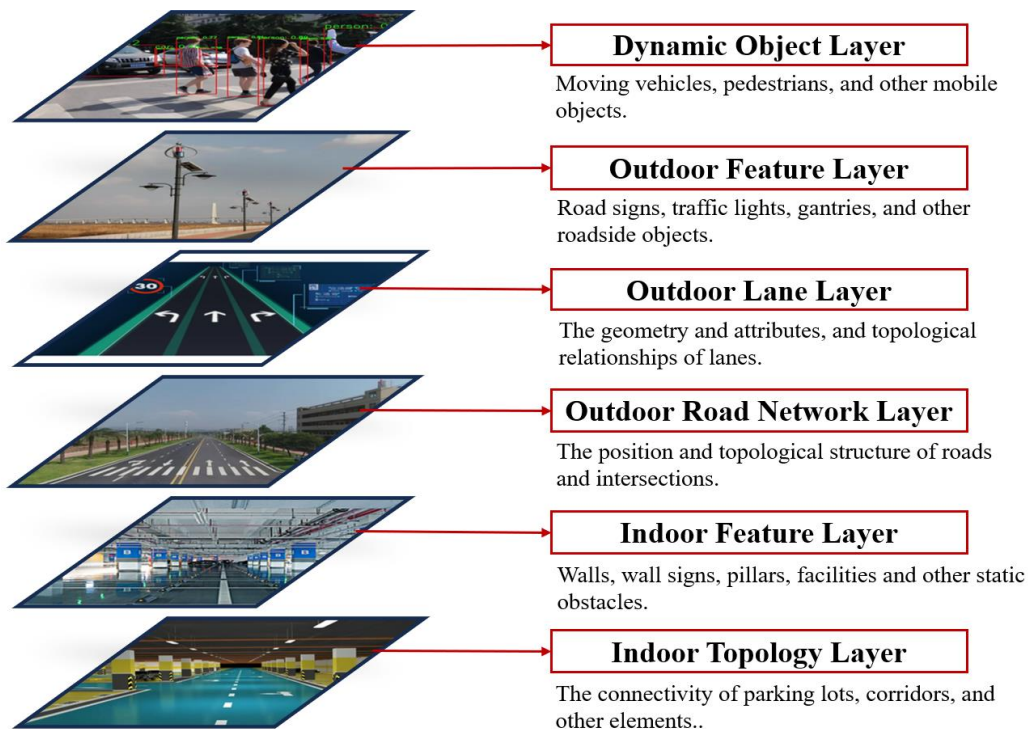 Dynamic Object Layer
Moving vehicles, pedestrians, and other mobile
objects.
Outdoor Feature Layer
Road signs, traffic lights, gantries, and other
roadside objects.
30
Outdoor Lane Layer
The geometry and attributes, and topological
relationships of lanes.
Outdoor Road Network Layer
The position and topological structure of roads
and intersections.
Indoor Feature Layer
Walls, wall signs, pillars, facilities and other static
obstacles.
Indoor Topology Layer
The connectivity of parking lots, corridors, and
other elements..